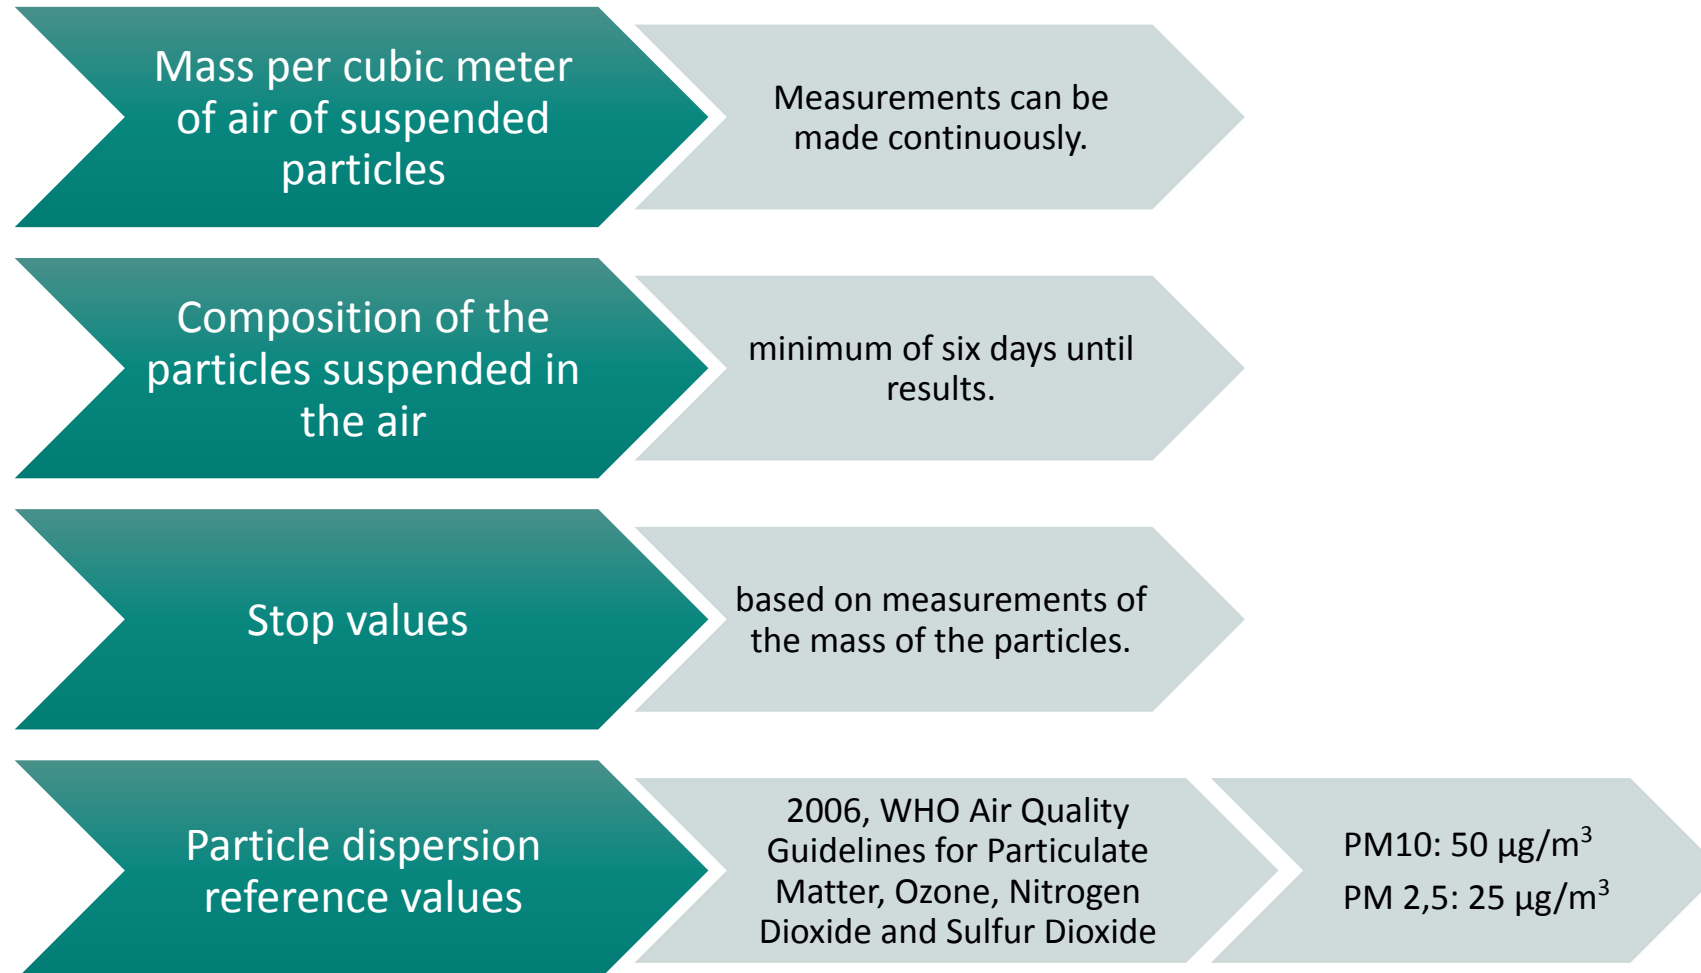 Mass per cubic meter
of air of suspended
particles
Measurements can be
made continuously.
Composition of the
particles suspended in
the air
minimum of six days until
results.
Stop values
based on measurements of
the mass of the particles.
Particle dispersion
reference values
2006, WHO Air Quality
Guidelines for Particulate
Matter, Ozone, Nitrogen
Dioxide and Sulfur Dioxide
PM10: 50 µg/m³
PM 2,5: 25 µg/m³